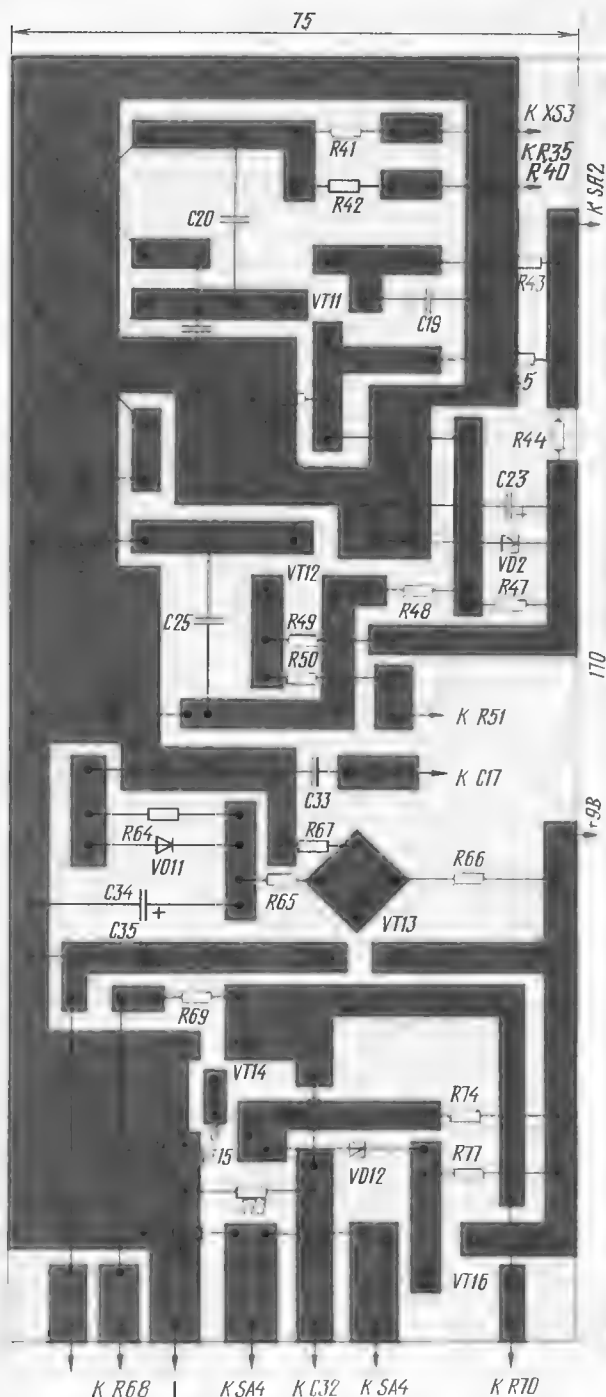 75
К XS3
R41
К R35
R40
К SA2
R42
C20
R43
VT11
C19
5
R44
C23
VD2
VT12
R47
R48
C25
R49
R50
170
К R51
К C17
C33
+9В
R64
R67
VD11
R66
R65
C34
C35
VT13
R69
VT14
R74
15
VD12
R77
VT16
К R68
К SA4
К C32
К SA4
К R70